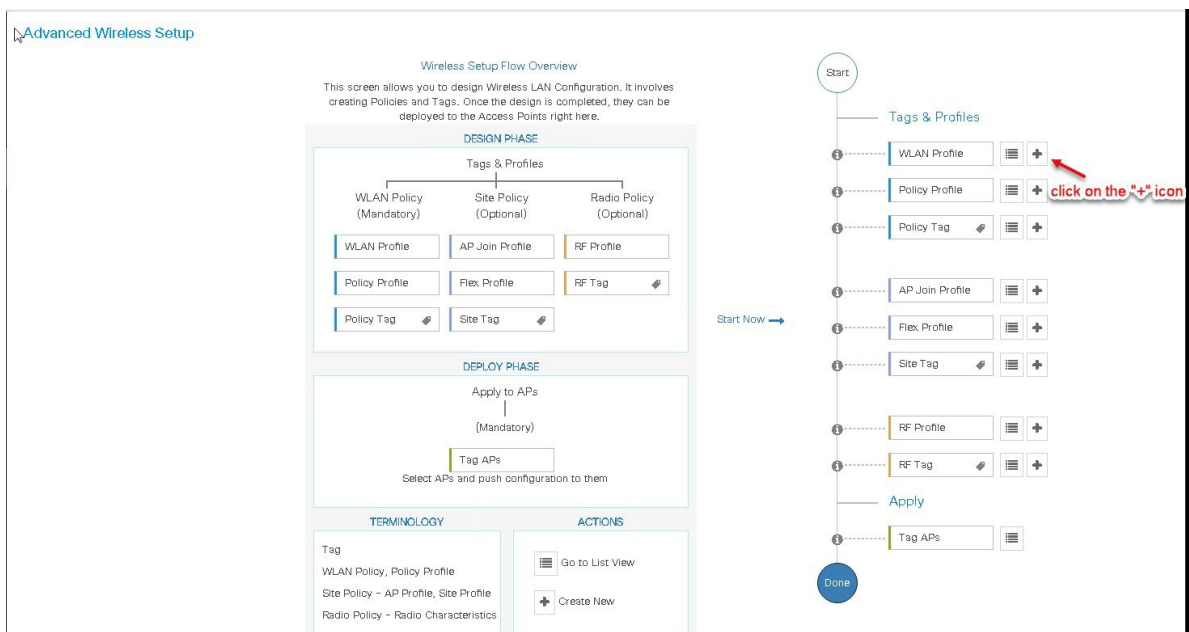 Advanced Wireless Setup
Wireless Setup Flow Overview
This screen allows you to design Wireless LAN Configuration. It involves
creating Policies and Tags. Once the design is completed, they can be
deployed to the Access Points right here.
DESIGN PHASE
Tags & Profiles
WLAN Policy
(Mandatory)
Site Policy
(Optional)
Radio Policy
(Optional)
WLAN Profile
AP Join Profile
RF Profile
Policy Profile
Flex Profile
RF Tag
Policy Tag
Site Tag
DEPLOY PHASE
Apply to APs
(Mandatory)
Tag APs
Select APs and push configuration to them
TERMINOLOGY
Tag
WLAN Policy, Policy Profile
Site Policy - AP Profile, Site Profile
Radio Policy - Radio Characteristics
ACTIONS
Go to List View
Create New
Start Now
Start
Tags & Profiles
WLAN Profile
click on the "+" icon
Policy Profile
Policy Tag
AP Join Profile
Flex Profile
Site Tag
RF Profile
RF Tag
Apply
Tag APs
Done